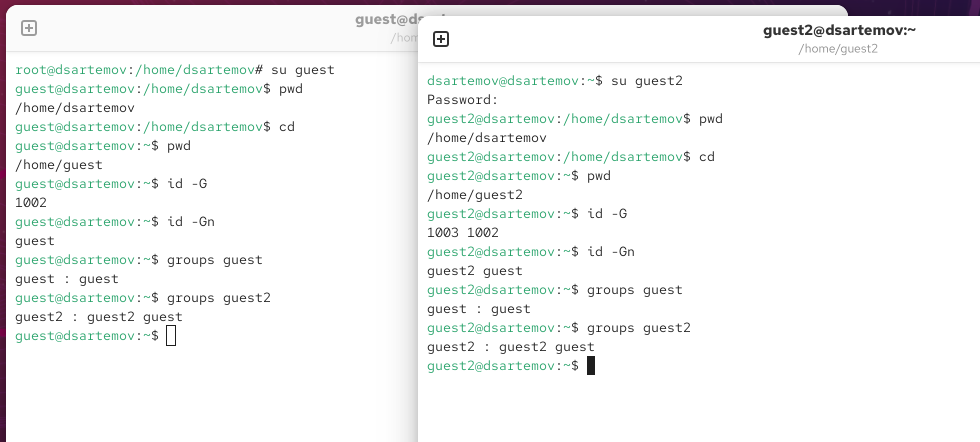 guest@ds
/hom
root@dsartemov:/home/dsartemov# su guest
guest@dsartemov:/home/dsartemov$ pwd
/home/dsartemov
guest@dsartemov:/home/dsartemov$ cd
guest@dsartemov:~$ pwd
/home/guest
guest@dsartemov:~$ id -G
1002
guest@dsartemov:~$ id -Gn
guest
guest@dsartemov:~$ groups guest
guest : guest
guest@dsartemov:~$ groups guest2
guest2 : guest2 guest
guest@dsartemov:~$
guest2@dsartemov:~
/home/guest2
dsartemov@dsartemov:~$ su guest2
Password:
guest2@dsartemov:/home/dsartemov$ pwd
/home/dsartemov
guest2@dsartemov:/home/dsartemov$ cd
guest2@dsartemov:~$ pwd
/home/guest2
guest2@dsartemov:~$ id -G
1003 1002
guest2@dsartemov:~$ id -Gn
guest2 guest
guest2@dsartemov:~$ groups guest
guest : guest
guest2@dsartemov:~$ groups guest2
guest2 : guest2 guest
guest2@dsartemov:~$